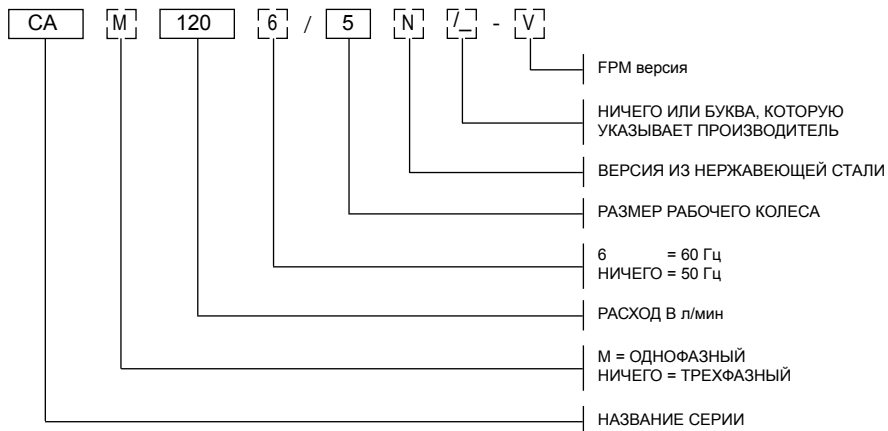 CA M 120 6 / 5 N /_ - V
FPM версия
НИЧЕГО ИЛИ БУКВА, КОТОРУЮ
УКАЗЫВАЕТ ПРОИЗВОДИТЕЛЬ
ВЕРСИЯ ИЗ НЕРЖАВЕЮЩЕЙ СТАЛИ
РАЗМЕР РАБОЧЕГО КОЛЕСА
6 = 60 Гц
НИЧЕГО = 50 Гц
РАСХОД В л/мин
М = ОДНОФАЗНЫЙ
НИЧЕГО = ТРЕХФАЗНЫЙ
НАЗВАНИЕ СЕРИИ